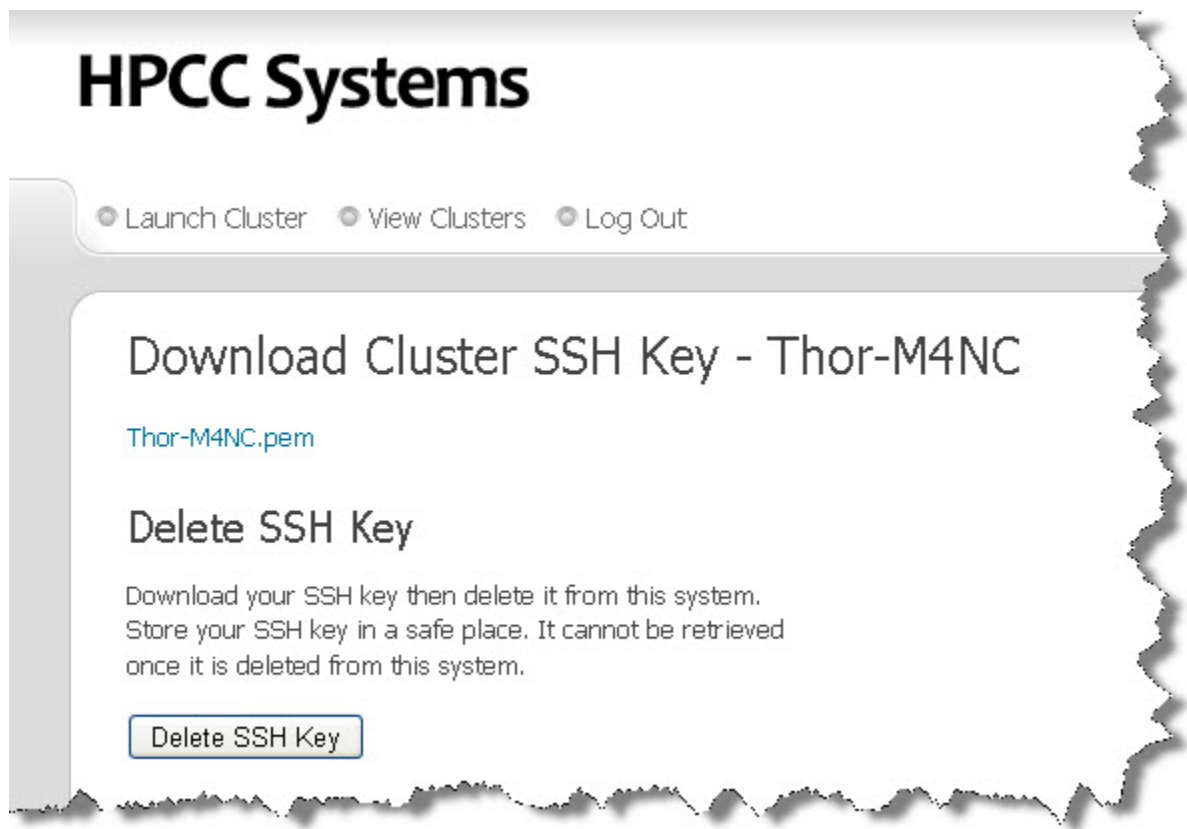 HPCC Systems
Launch Cluster View Clusters Log Out
Download Cluster SSH Key - Thor-M4NC
Thor-M4NC.pem
Delete SSH Key
Download your SSH key then delete it from this system.
Store your SSH key in a safe place. It cannot be retrieved
once it is deleted from this system.
Delete SSH Key